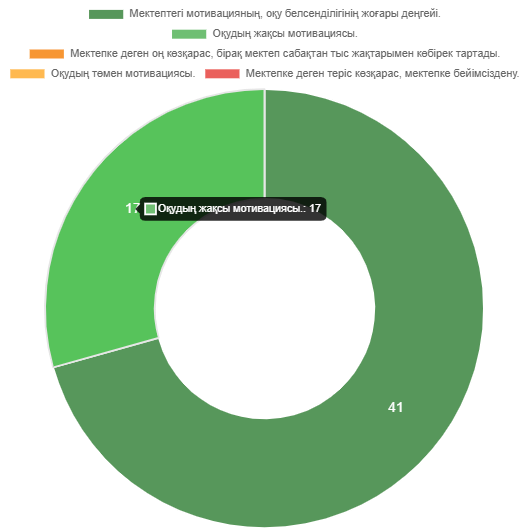 Мектептегі мотивацияның, оқу белсенділігінің жоғары деңгейі.
Оқудың жақсы мотивациясы.
Мектепке деген оң көзқарас, бірақ мектеп сабақтан тыс жақтарымен көбірек тартады.
Оқудың төмен мотивациясы. Мектепке деген теріс көзқарас, мектепке бейімсіздену.
17 Оқудың жақсы мотивациясы.: 17
41